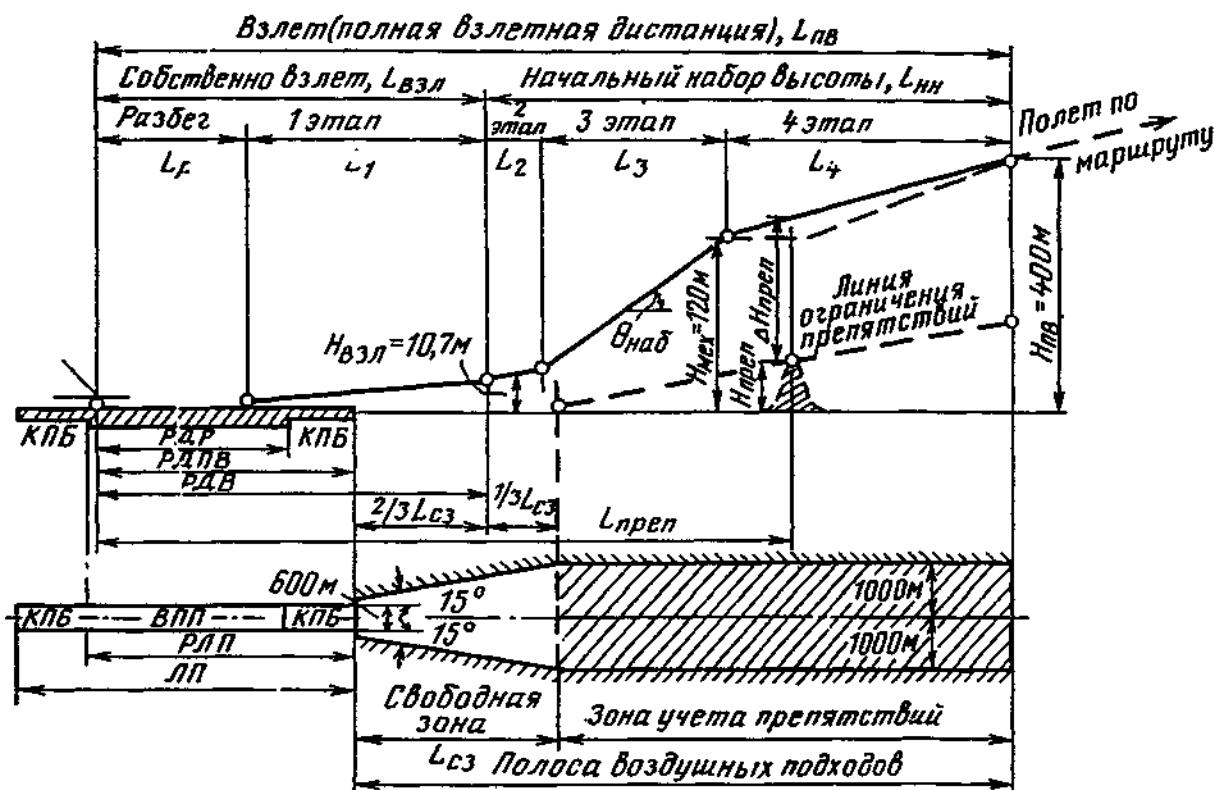 Взлет(полная взлетная дистанция), Lпв
Собственно взлет, Lвзл
Начальный набор высоты, Lнн
Разбег
1 этап
2 этап
3 этап
4 этап
Полет по маршруту
Lр
L1
L2
L3
L4
Hвзл=10,7м
θнаб
Hмех=120м
ΔHпреп
Hпреп
Линия
ограничения
препятствий
Hпв=400м
КПБ
РДР
КПБ
РДПВ
РДВ
2/3Lсз
1/3Lсз
Lпреп
600м
15°
15°
1000м
1000м
КПБ
ВПП
КПБ
РЛП
ЛП
Свободная
зона
Lсз
Зона учета препятствий
Полоса воздушных подходов